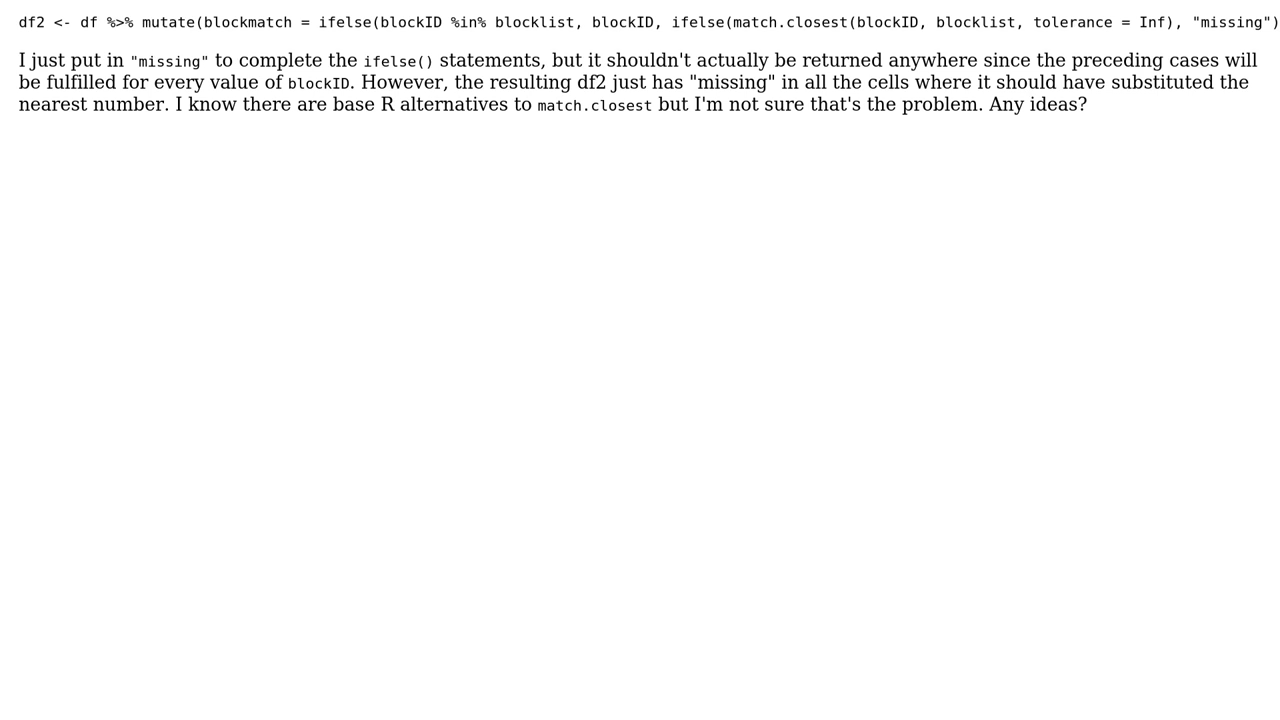 df2 <- df %>% mutate(blockmatch = ifelse(blockID %in% blocklist, blockID, ifelse(match.closest(blockID, blocklist, tolerance = Inf), "missing")
I just put in "missing" to complete the ifelse() statements, but it shouldn't actually be returned anywhere since the preceding cases will
be fulfilled for every value of blockID. However, the resulting df2 just has "missing" in all the cells where it should have substituted the
nearest number. I know there are base R alternatives to match.closest but I'm not sure that's the problem. Any ideas?